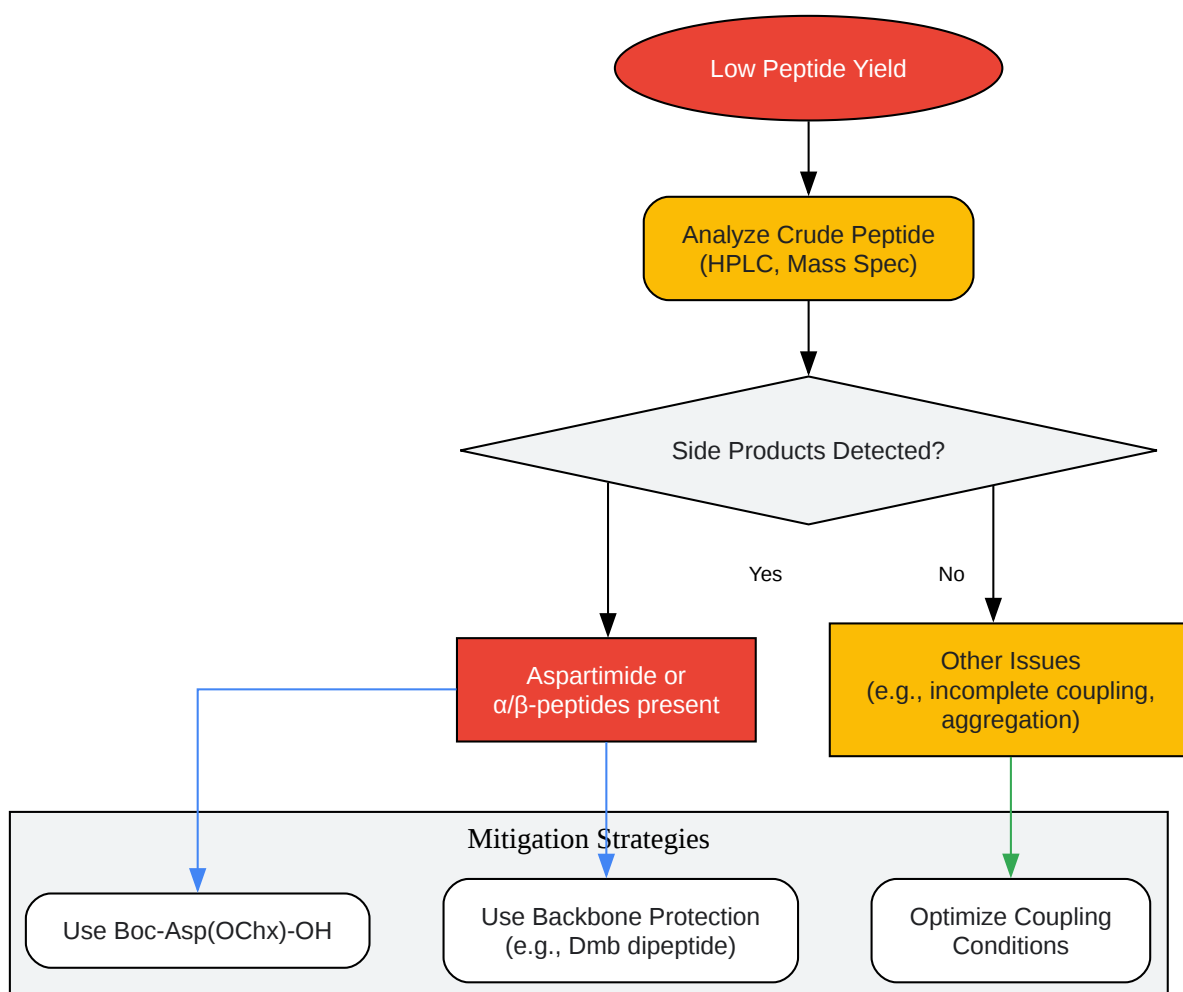 Low Peptide Yield
Analyze Crude Peptide
(HPLC, Mass Spec)
Side Products Detected?
Yes
No
Aspartimide or
α/β-peptides present
Other Issues
(e.g., incomplete coupling,
aggregation)
Mitigation Strategies
Use Boc-Asp(OChx)-OH
Use Backbone Protection
(e.g., Dmb dipeptide)
Optimize Coupling
Conditions